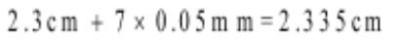 2.3cm + 7 × 0.05mm=2.335cm